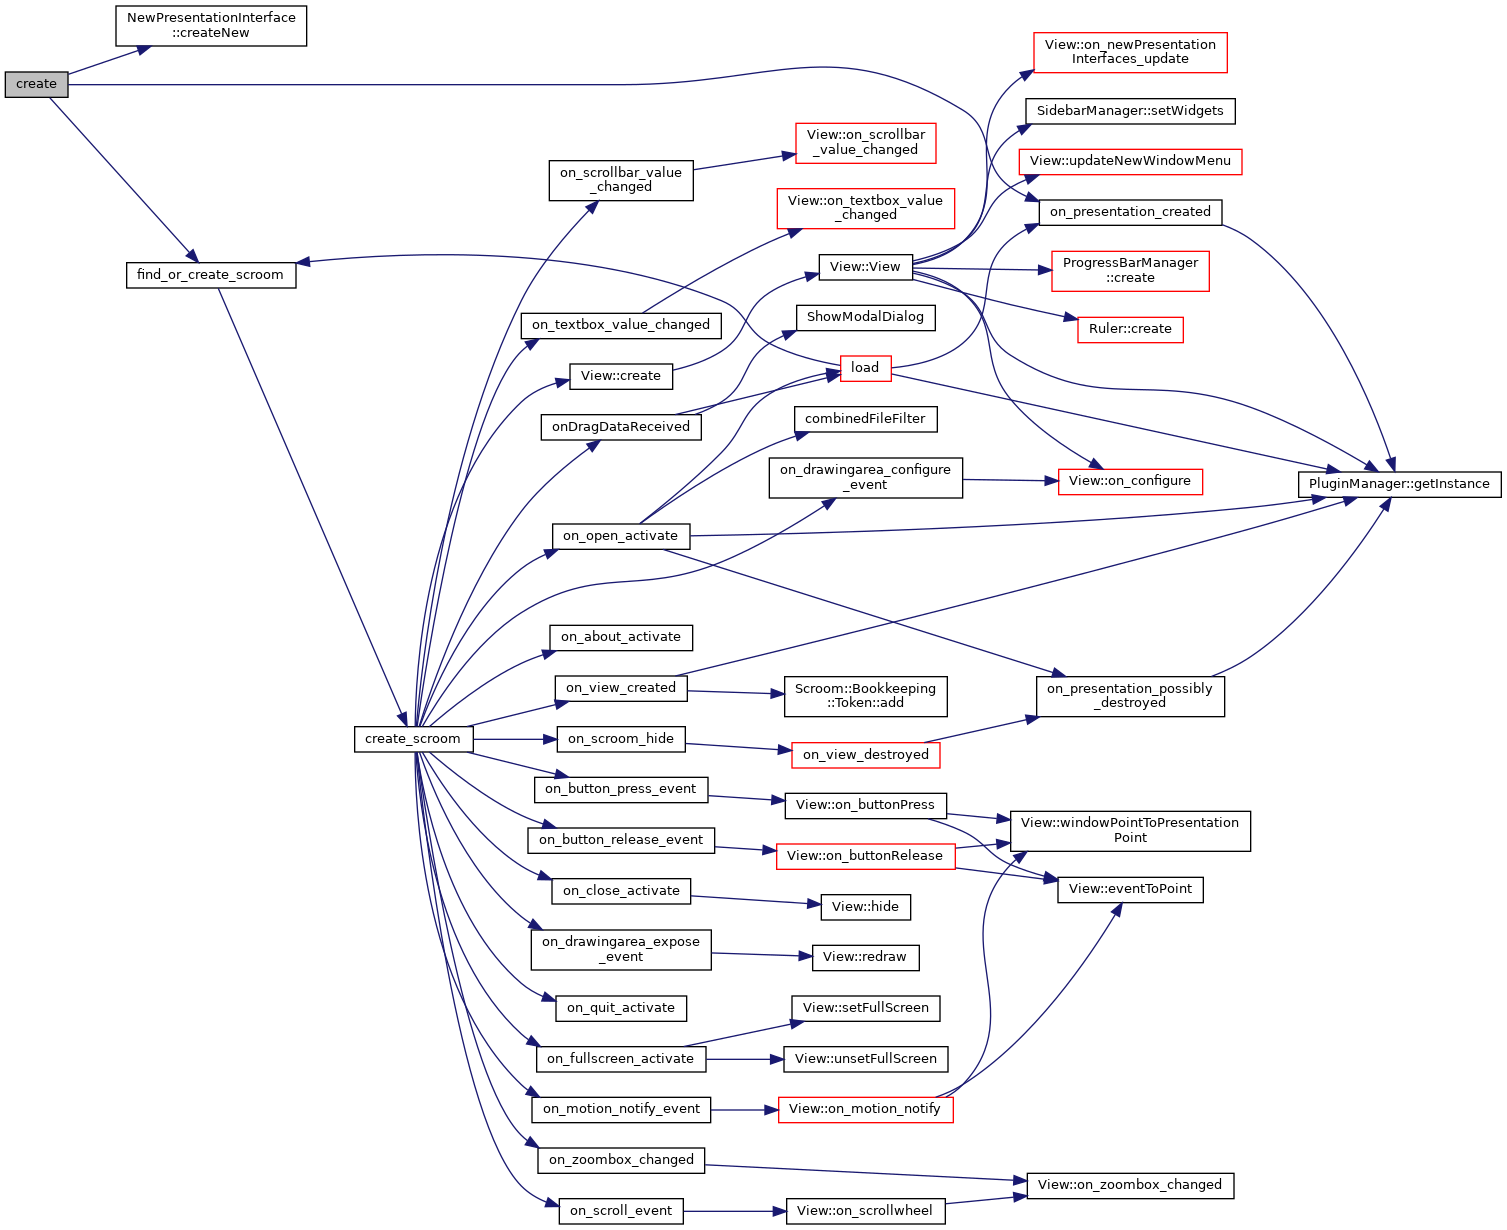 NewPresentationInterface
::createNew
create
find_or_create_scroom
create_scroom
on_scrollbar_value
_changed
on_textbox_value_changed
View::create
onDragDataReceived
on_open_activate
on_about_activate
on_view_created
on_scroom_hide
on_button_press_event
on_button_release_event
on_close_activate
on_drawingarea_expose
_event
on_quit_activate
on_fullscreen_activate
on_motion_notify_event
on_zoombox_changed
on_scroll_event
View::on_scrollbar
_value_changed
View::on_textbox_value
_changed
View::View
ShowModalDialog
load
combinedFileFilter
on_drawingarea_configure
_event
Scroom::Bookkeeping
::Token::add
on_view_destroyed
View::on_buttonPress
View::on_buttonRelease
View::hide
View::redraw
View::setFullScreen
View::unsetFullScreen
View::on_motion_notify
View::on_scrollwheel
View::on_newPresentation
Interfaces_update
SidebarManager::setWidgets
View::updateNewWindowMenu
on_presentation_created
ProgressBarManager
::create
Ruler::create
View::on_configure
on_presentation_possibly
_destroyed
View::windowPointToPresentation
Point
View::eventToPoint
View::on_zoombox_changed
PluginManager::getInstance